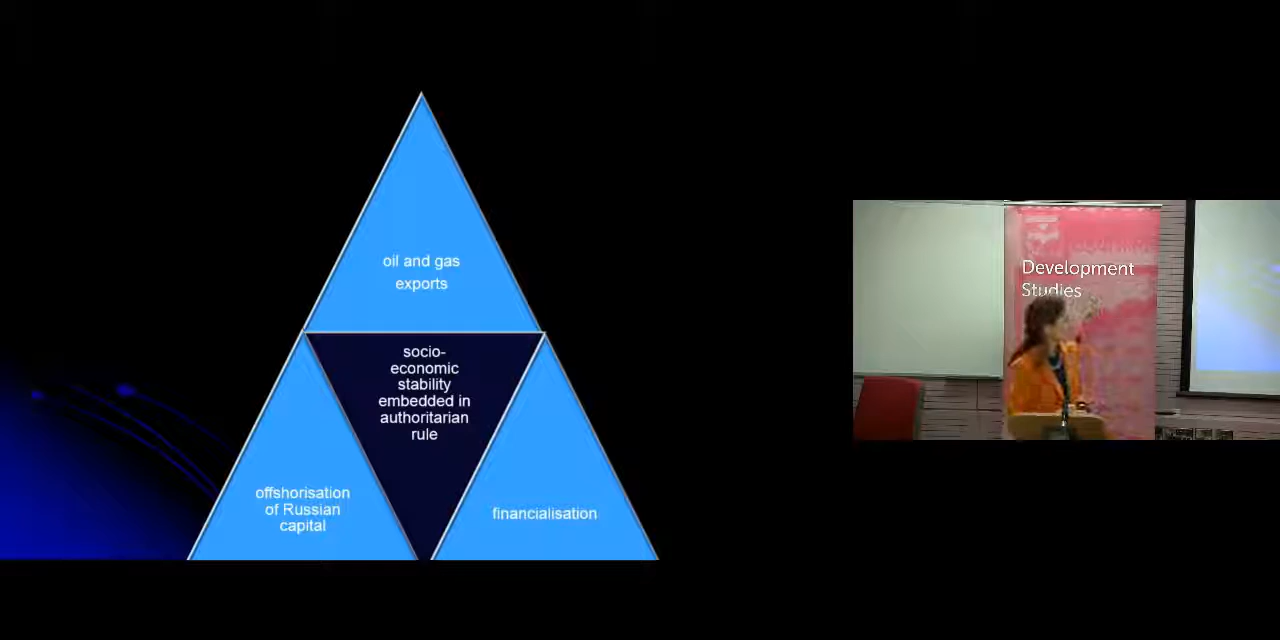 oil and gas
exports
socio-
economic
stability
embedded in
authoritarian
rule
offshorisation
of Russian
capital
financialisation
Development
Studies